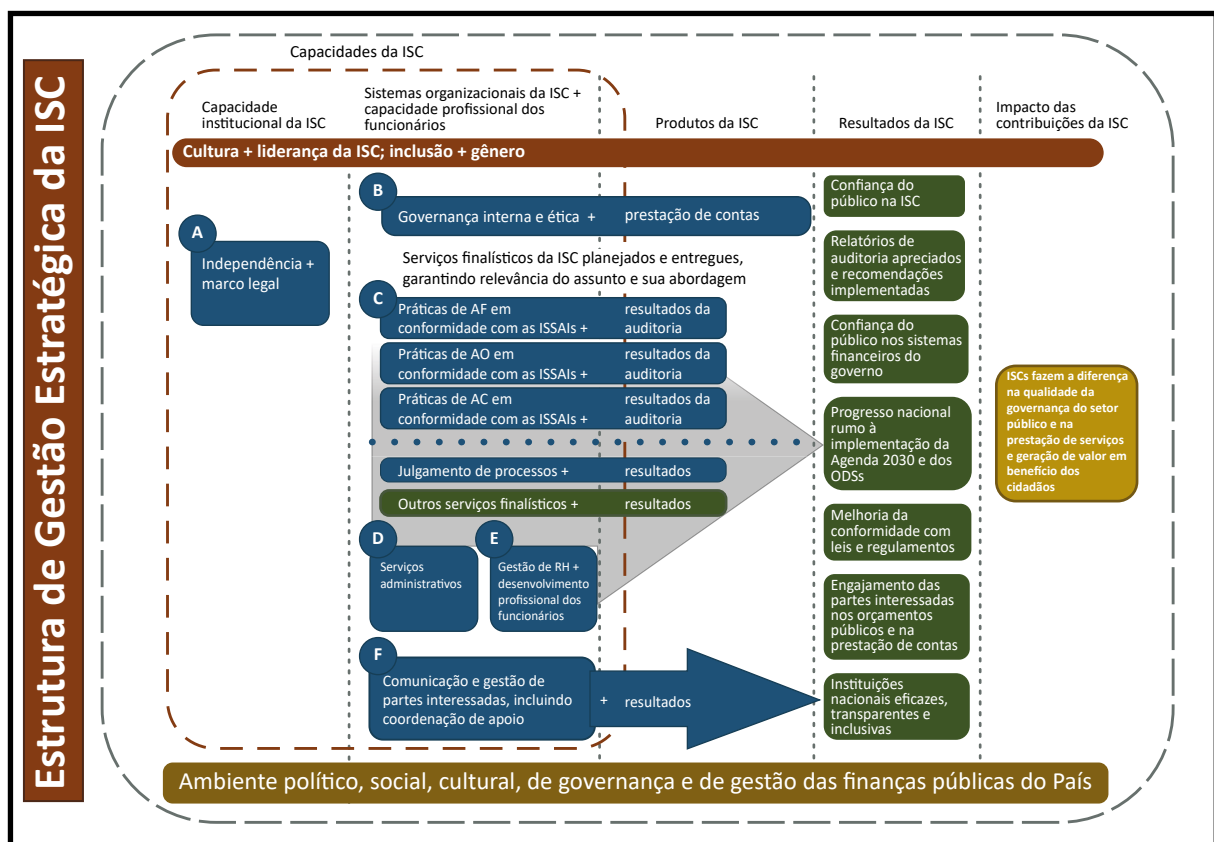 Estrutura de Gestão Estratégica da ISC
Capacidades da ISC
Capacidade
institucional da ISC
Sistemas organizacionais da ISC +
capacidade profissional dos
funcionários
Produtos da ISC
Resultados da ISC
Impacto das
contribuições da ISC
Cultura + liderança da ISC; inclusão + gênero
A
Independência +
marco legal
B
Governança interna e ética +
prestação de contas
Serviços finalísticos da ISC planejados e entregues,
garantindo relevância do assunto e sua abordagem
C
Práticas de AF em
conformidade com as ISSAIs +
resultados da
auditoria
Práticas de AO em
conformidade com as ISSAIs +
resultados da
auditoria
Práticas de AC em
conformidade com as ISSAIs +
resultados da
auditoria
Julgamento de processos +
resultados
Outros serviços finalísticos +
resultados
D
Serviços
administrativos
E
Gestão de RH +
desenvolvimento
profissional dos
funcionários
F
Comunicação e gestão de
partes interessadas, incluindo
coordenação de apoio
+ resultados
Confiança do
público na ISC
Relatórios de
auditoria apreciados
e recomendações
implementadas
Confiança do
público nos sistemas
financeiros do
governo
Progresso nacional
rumo à
implementação da
Agenda 2030 e dos
ODSs
Melhoria da
conformidade com
leis e regulamentos
Engajamento das
partes interessadas
nos orçamentos
públicos e na
prestação de contas
Instituições
nacionais eficazes,
transparentes e
inclusivas
ISCs fazem a diferença
na qualidade da
governança do setor
público e na
prestação de serviços
e geração de valor em
benefício dos
cidadãos
Ambiente político, social, cultural, de governança e de gestão das finanças públicas do País